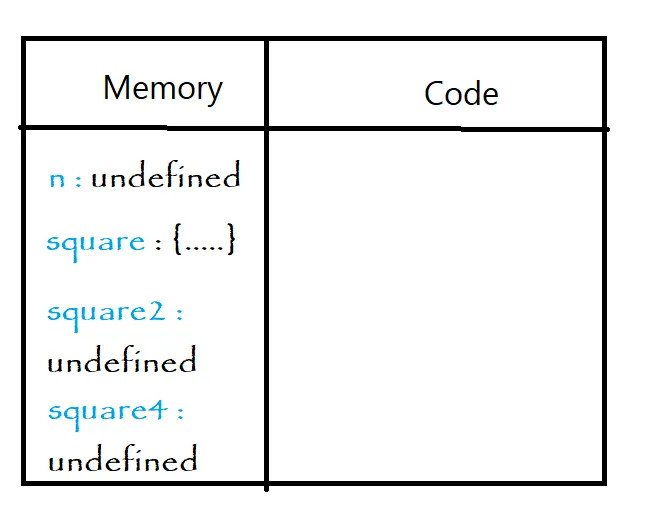 Memory
Code
n : undefined
square : {.....}
square2 :
undefined
square4 :
undefined